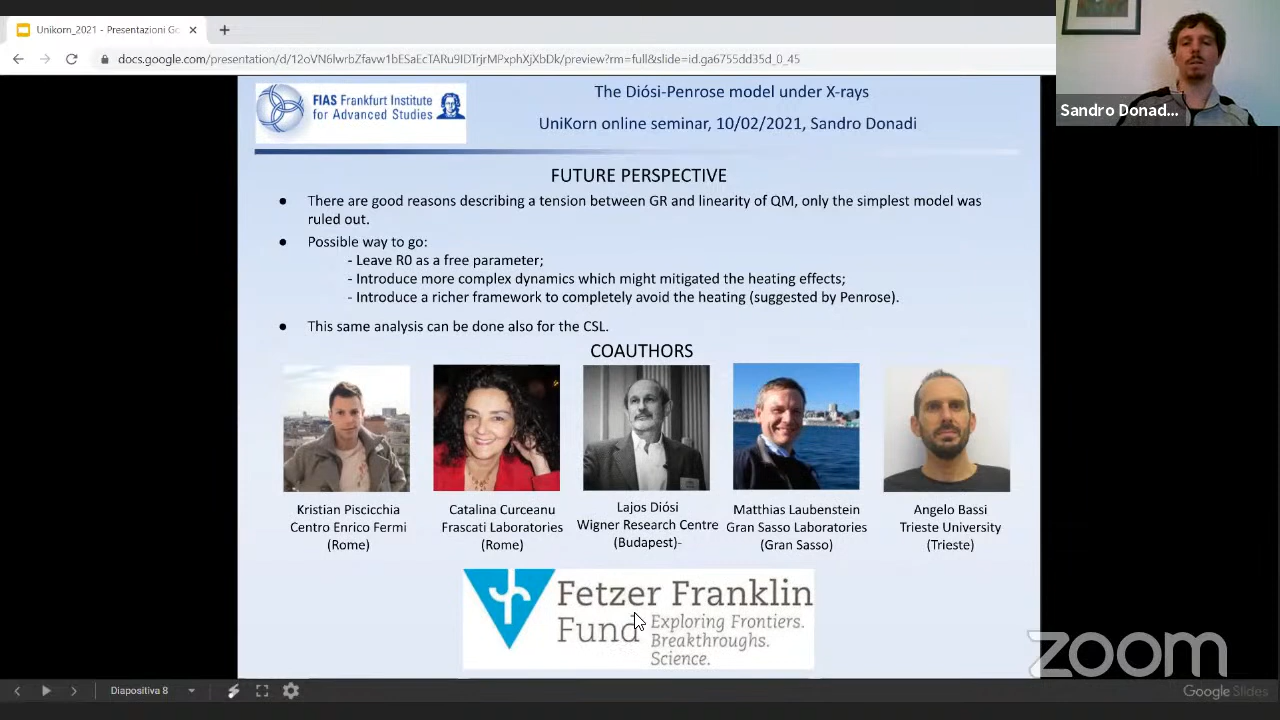 Unikorn_2021 - Presentazioni Go
docs.google.com/presentation/d/12oVN6lwrbZfavw1bESaEcTARu9IDTrjrMPxphXjXbDk/preview?rm=full&slide=id.ga6755dd35d_0_45
Sandro Donad...
FIAS Frankfurt Institute
for Advanced Studies
The Diósi-Penrose model under X-rays
UniKorn online seminar, 10/02/2021, Sandro Donadi
FUTURE PERSPECTIVE
● There are good reasons describing a tension between GR and linearity of QM, only the simplest model was
ruled out.
● Possible way to go:
- Leave R0 as a free parameter;
- Introduce more complex dynamics which might mitigated the heating effects;
- Introduce a richer framework to completely avoid the heating (suggested by Penrose).
● This same analysis can be done also for the CSL.
COAUTHORS
Kristian Piscicchia
Centro Enrico Fermi
(Rome)
Catalina Curceanu
Frascati Laboratories
(Rome)
Lajos Diósi
Wigner Research Centre
(Budapest)-
Matthias Laubenstein
Gran Sasso Laboratories
(Gran Sasso)
Angelo Bassi
Trieste University
(Trieste)
Fetzer Franklin
Fund
Exploring Frontiers.
Breakthroughs.
Science.
zoom
Diapositiva 8
Google Slides